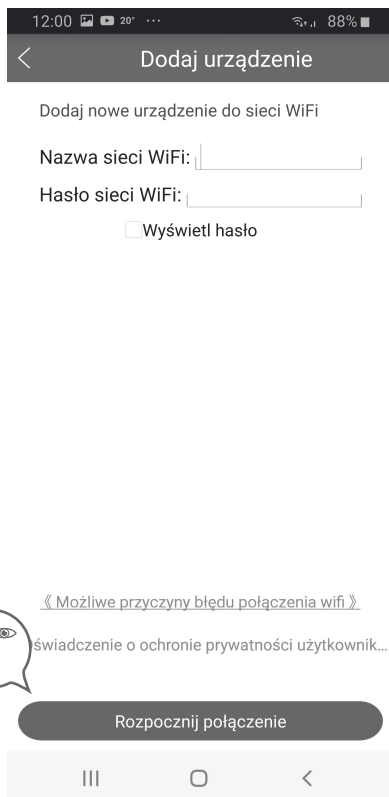 12:00 20° ... 88%
Dodaj urządzenie
Dodaj nowe urządzenie do sieci WiFi
Nazwa sieci WiFi:
Hasło sieci WiFi:
Wyświetl hasło
《 Możliwe przyczyny błędu połączenia wifi 》
świadczenie o ochronie prywatności użytkownik...
Rozpocznij połączenie